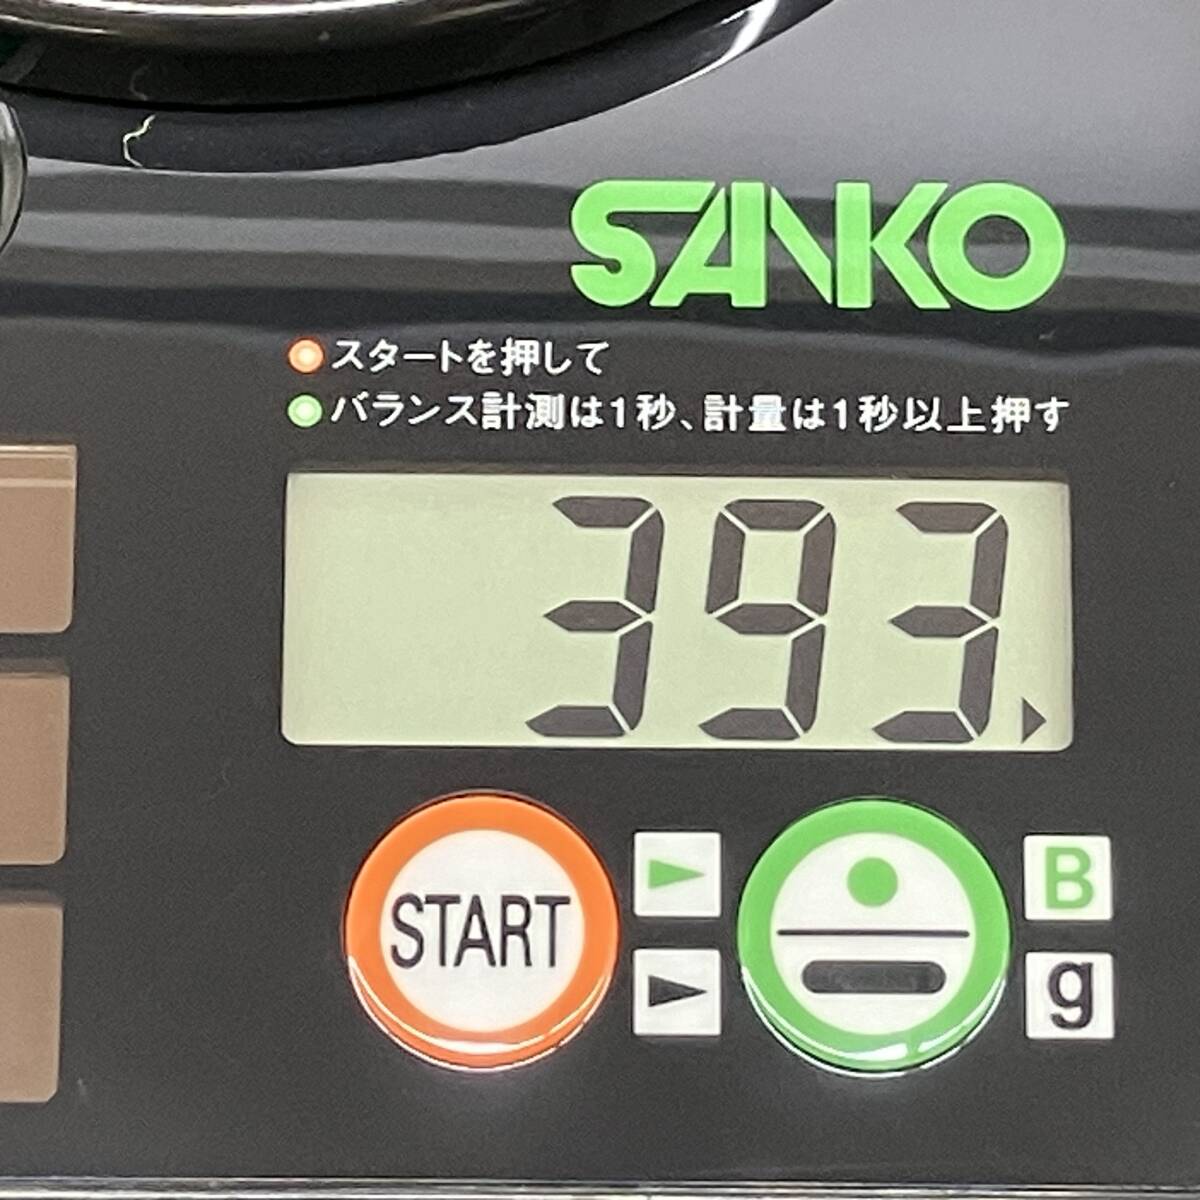 SANKO
スタートを押して
バランス計測は1秒、計量は1秒以上押す
393
START
B
g